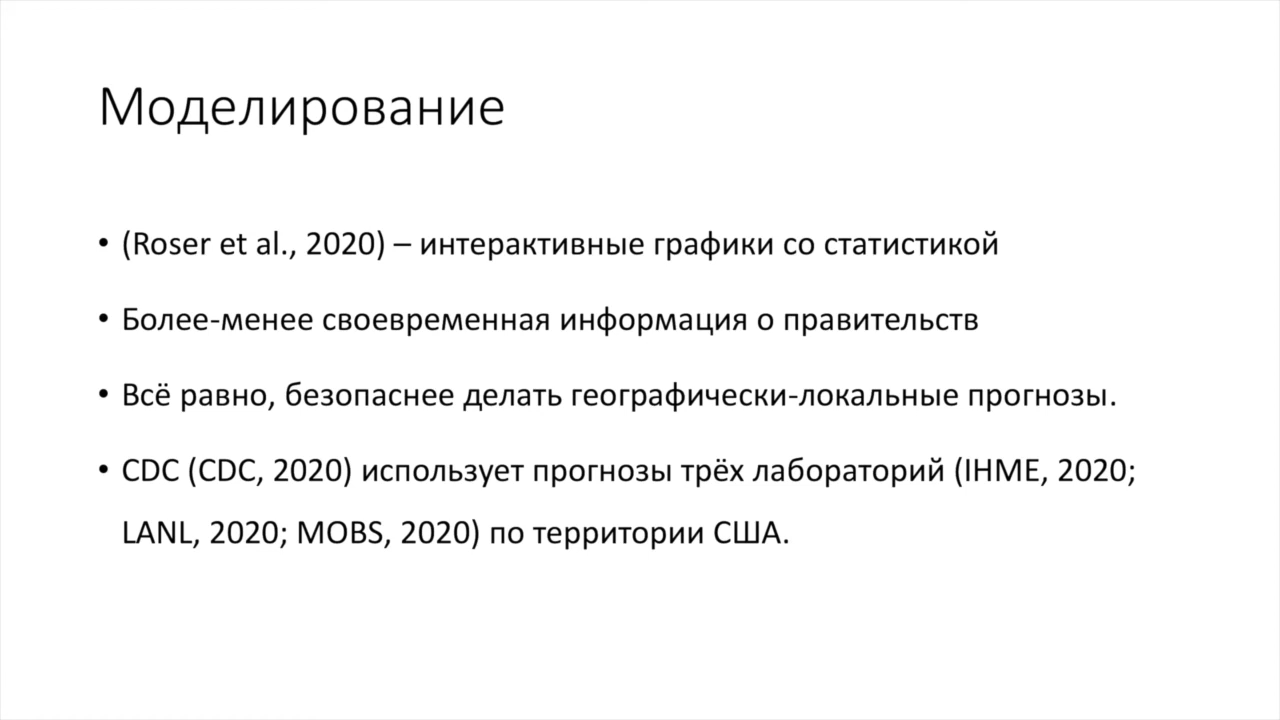 Моделирование
• (Roser et al., 2020) – интерактивные графики со статистикой
• Более-менее своевременная информация о правительств
• Всё равно, безопаснее делать географически-локальные прогнозы.
• CDC (CDC, 2020) использует прогнозы трёх лабораторий (IHME, 2020;
LANL, 2020; MOBS, 2020) по территории США.